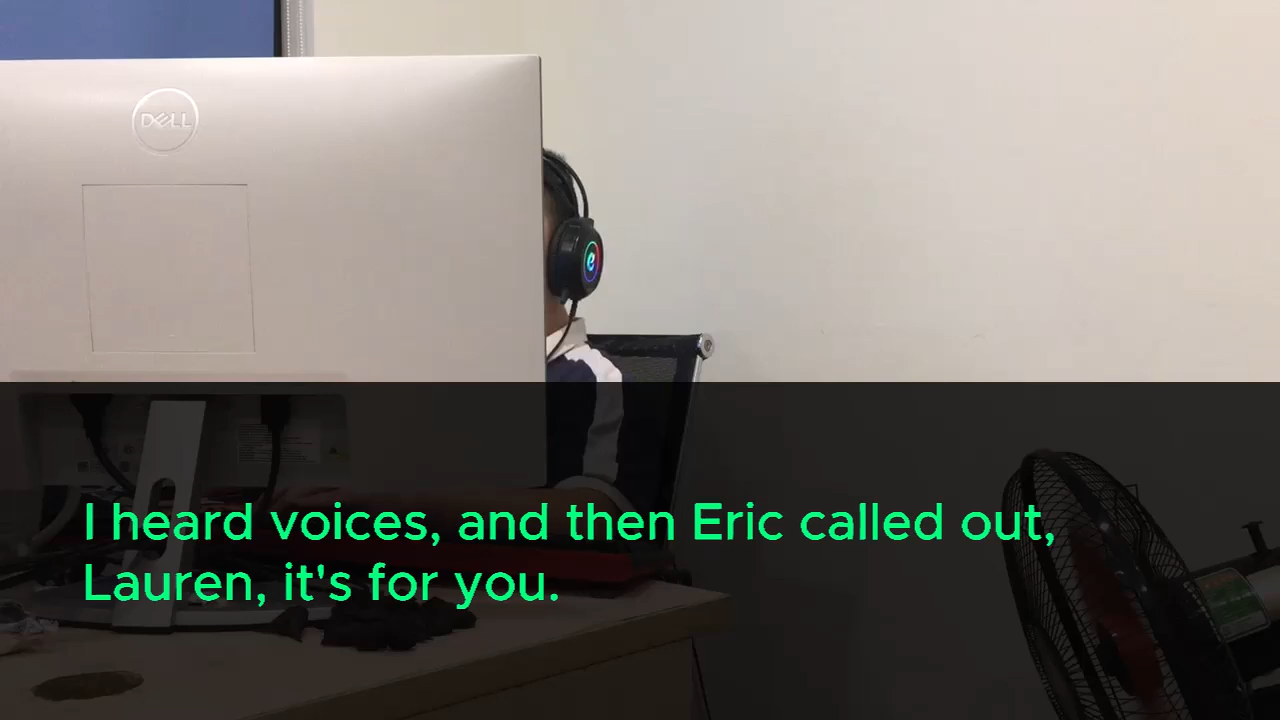 DELL
I heard voices, and then Eric called out,
Lauren, it's for you.